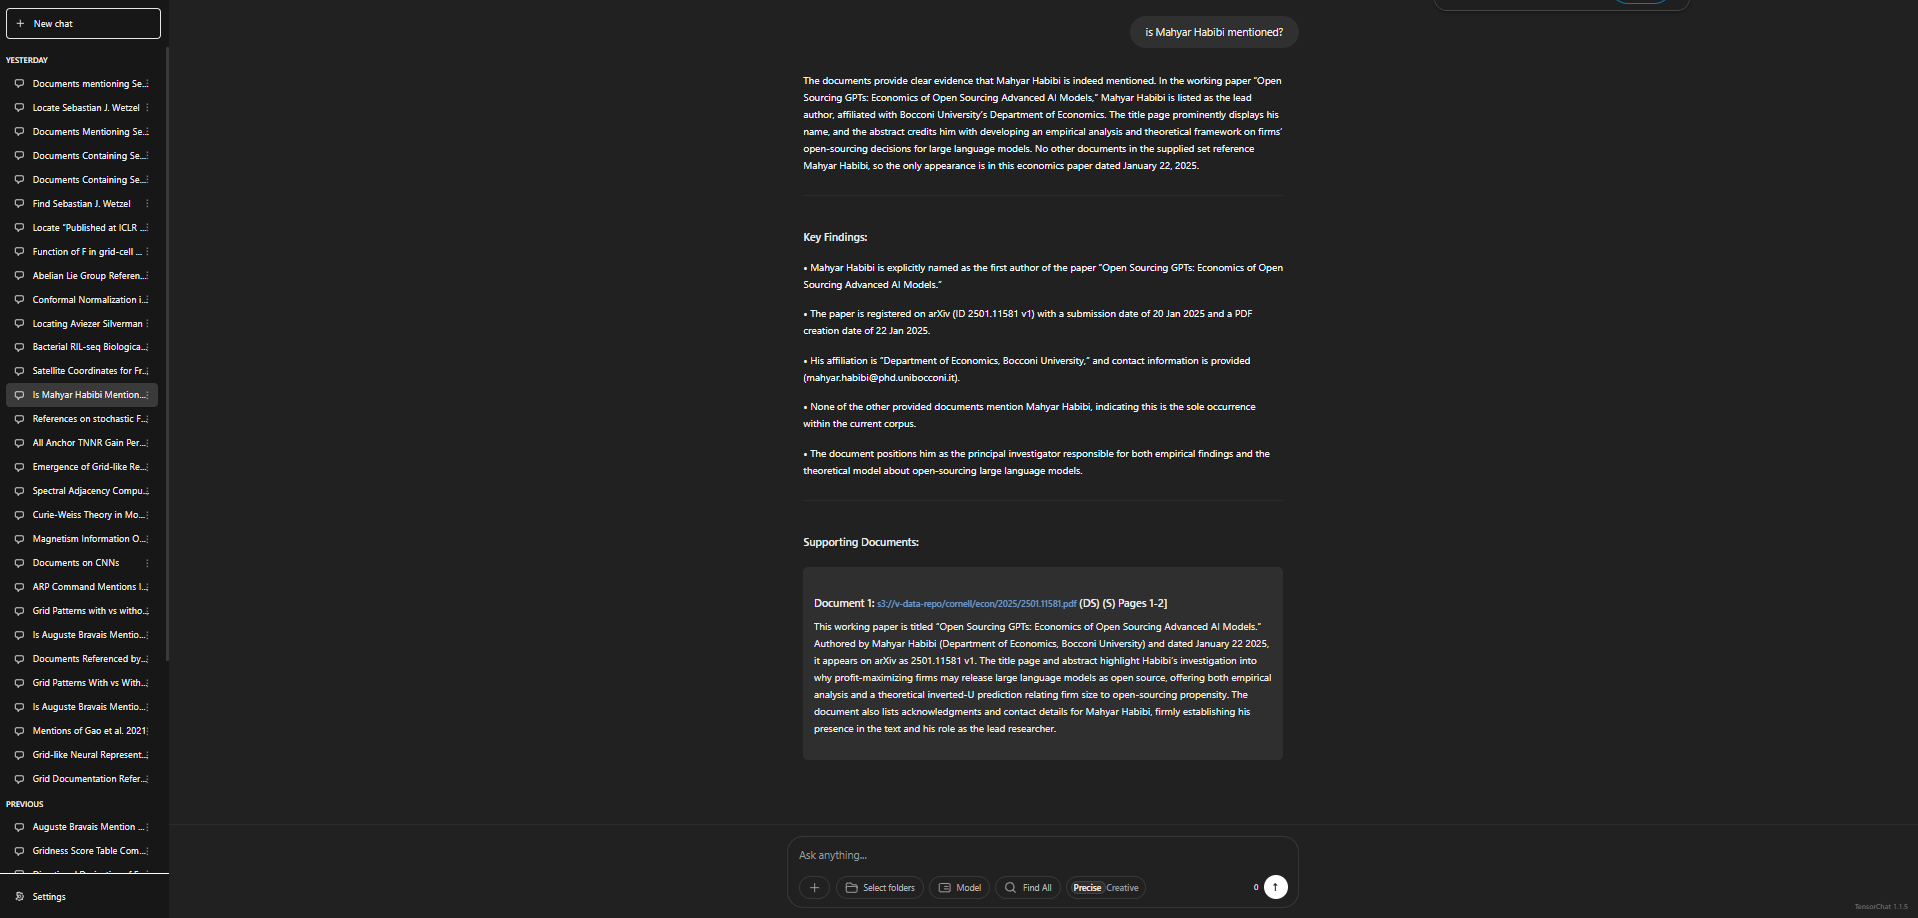 New chat
YESTERDAY
Documents mentioning Se...
Locate Sebastian J. Wetzel
Documents Mentioning Se...
Documents Containing Se...
Documents Containing Se...
Find Sebastian J. Wetzel
Locate "Published at ICLR ...
Function of F in grid-cell ...
Abelian Lie Group Referen...
Conformal Normalization i...
Locating Aviezer Silverman
Bacterial RIL-seq Biologica...
Satellite Coordinates for Fr...
Is Mahyar Habibi Mention...
References on stochastic F...
All Anchor TNNR Gain Per...
Emergence of Grid-like Re...
Spectral Adjacency Compu...
Curie-Weiss Theory in Mo...
Magnetism Information O...
Documents on CNNs
ARP Command Mentions I...
Grid Patterns with vs witho...
Is Auguste Bravais Mentio...
Documents Referenced by...
Grid Patterns With vs With...
Is Auguste Bravais Mentio...
Mentions of Gao et al. 2021
Grid-like Neural Represent...
Grid Documentation Refer...
PREVIOUS
Auguste Bravais Mention ...
Gridness Score Table Com...
Settings
is Mahyar Habibi mentioned?
The documents provide clear evidence that Mahyar Habibi is indeed mentioned. In the working paper "Open
Sourcing GPTs: Economics of Open Sourcing Advanced AI Models," Mahyar Habibi is listed as the lead
author, affiliated with Bocconi University's Department of Economics. The title page prominently displays his
name, and the abstract credits him with developing an empirical analysis and theoretical framework on firms'
open-sourcing decisions for large language models. No other documents in the supplied set reference
Mahyar Habibi, so the only appearance is in this economics paper dated January 22, 2025.
Key Findings:
• Mahyar Habibi is explicitly named as the first author of the paper "Open Sourcing GPTs: Economics of Open
Sourcing Advanced AI Models."
• The paper is registered on arXiv (ID 2501.11581 v1) with a submission date of 20 Jan 2025 and a PDF
creation date of 22 Jan 2025.
• His affiliation is "Department of Economics, Bocconi University," and contact information is provided
(mahyar.habibi@phd.unibocconi.it).
• None of the other provided documents mention Mahyar Habibi, indicating this is the sole occurrence
within the current corpus.
• The document positions him as the principal investigator responsible for both empirical findings and the
theoretical model about open-sourcing large language models.
Supporting Documents:
Document 1: s3://v-data-repo/cornell/econ/2025/2501.11581.pdf (DS) (S) Pages 1-2]
This working paper is titled "Open Sourcing GPTs: Economics of Open Sourcing Advanced AI Models."
Authored by Mahyar Habibi (Department of Economics, Bocconi University) and dated January 22 2025,
it appears on arXiv as 2501.11581 v1. The title page and abstract highlight Habibi's investigation into
why profit-maximizing firms may release large language models as open source, offering both empirical
analysis and a theoretical inverted-U prediction relating firm size to open-sourcing propensity. The
document also lists acknowledgments and contact details for Mahyar Habibi, firmly establishing his
presence in the text and his role as the lead researcher.
Ask anything...
Select folders
Model
Find All
Precise Creative
0
TensorChat 1.1.5